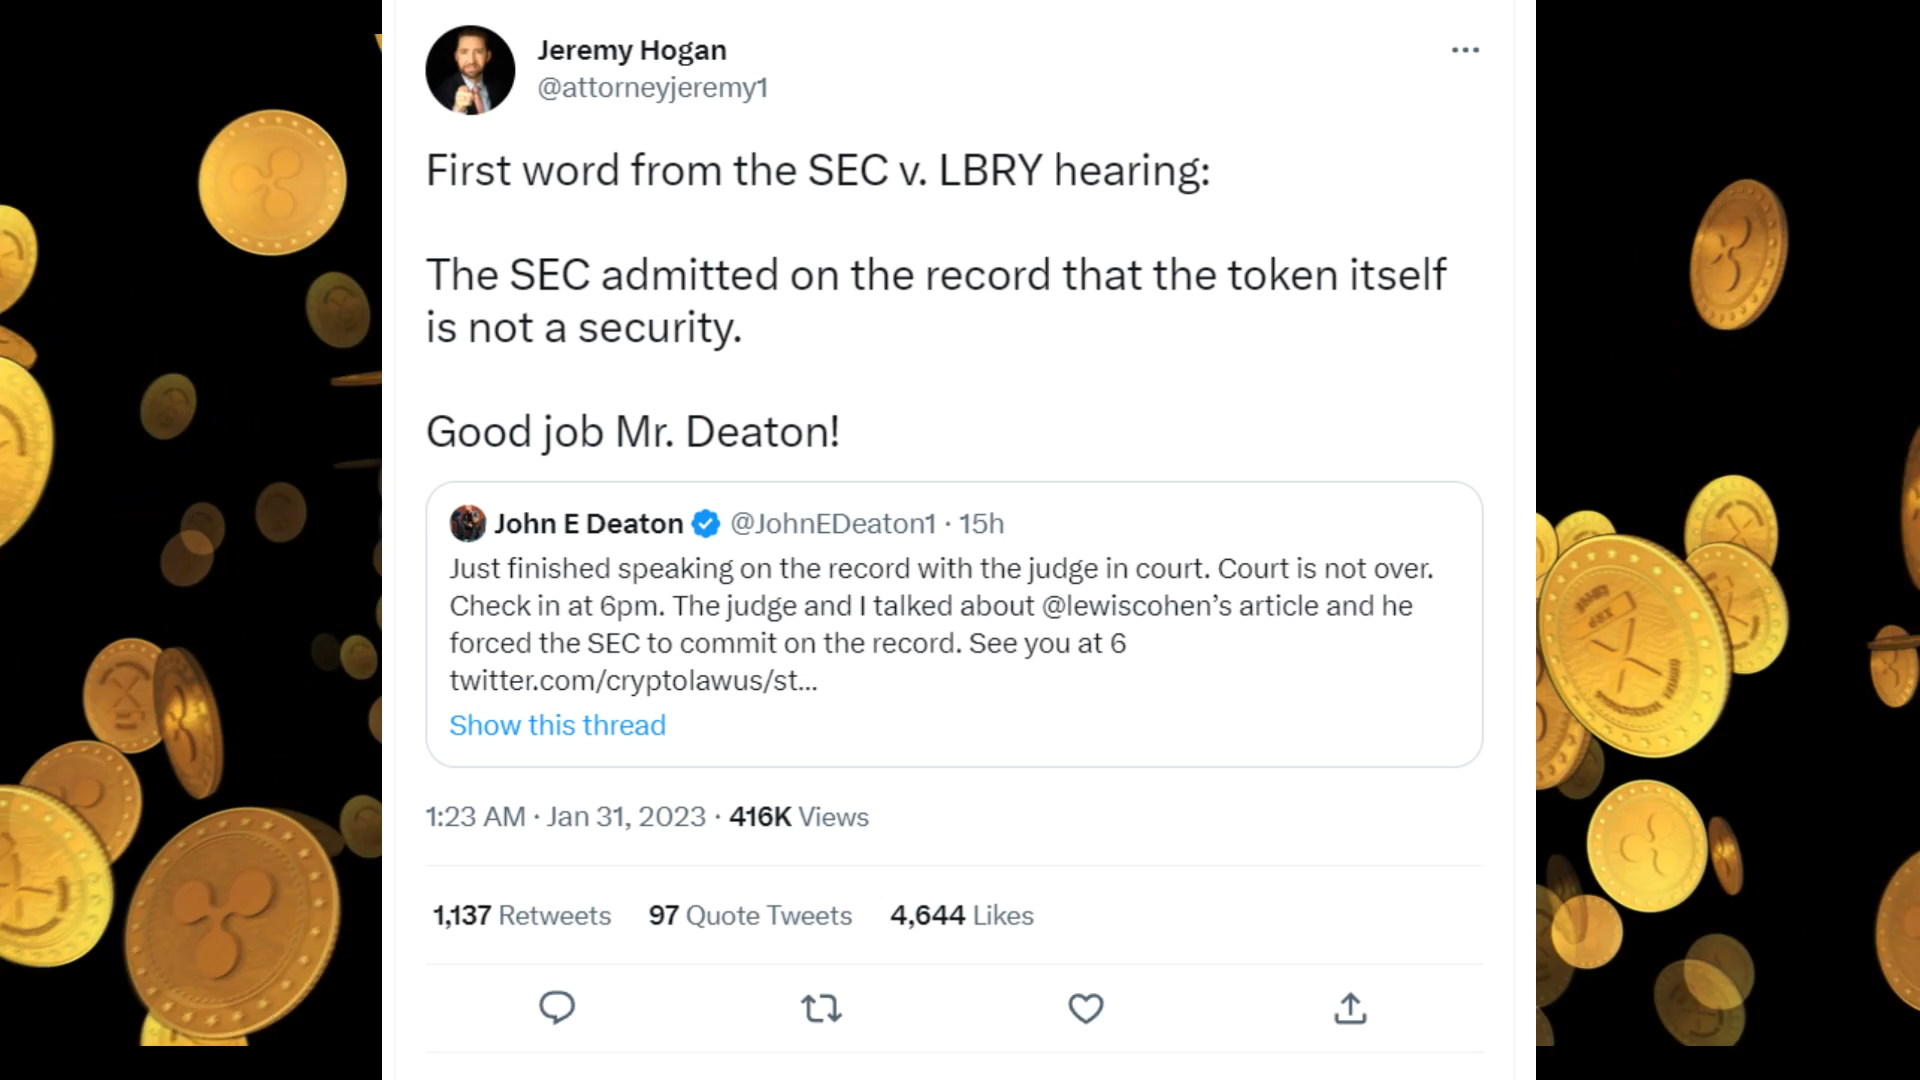 Jeremy Hogan
@attorneyjeremy1
First word from the SEC v. LBRY hearing:
The SEC admitted on the record that the token itself
is not a security.
Good job Mr. Deaton!
John E Deaton @JohnEDeaton1 · 15h
Just finished speaking on the record with the judge in court. Court is not over.
Check in at 6pm. The judge and I talked about @lewiscohen’s article and he
forced the SEC to commit on the record. See you at 6
twitter.com/cryptolawus/st...
Show this thread
1:23 AM · Jan 31, 2023 · 416K Views
1,137 Retweets 97 Quote Tweets 4,644 Likes